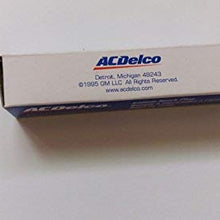 ACDelco
Detroit, Michigan 48243
©1995 GM LLC All Rights Reserved.
www.acdelco.com
ACDelco